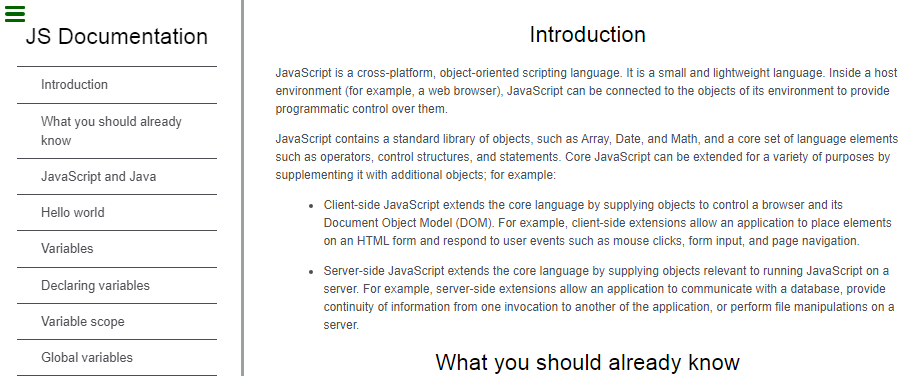 JS Documentation
Introduction
What you should already
know
JavaScript and Java
Hello world
Variables
Declaring variables
Variable scope
Global variables
Introduction
JavaScript is a cross-platform, object-oriented scripting language. It is a small and lightweight language. Inside a host
environment (for example, a web browser), JavaScript can be connected to the objects of its environment to provide
programmatic control over them.
JavaScript contains a standard library of objects, such as Array, Date, and Math, and a core set of language elements
such as operators, control structures, and statements. Core JavaScript can be extended for a variety of purposes by
supplementing it with additional objects; for example:
• Client-side JavaScript extends the core language by supplying objects to control a browser and its
Document Object Model (DOM). For example, client-side extensions allow an application to place elements
on an HTML form and respond to user events such as mouse clicks, form input, and page navigation.
• Server-side JavaScript extends the core language by supplying objects relevant to running JavaScript on a
server. For example, server-side extensions allow an application to communicate with a database, provide
continuity of information from one invocation to another of the application, or perform file manipulations on a
server.
What you should already know